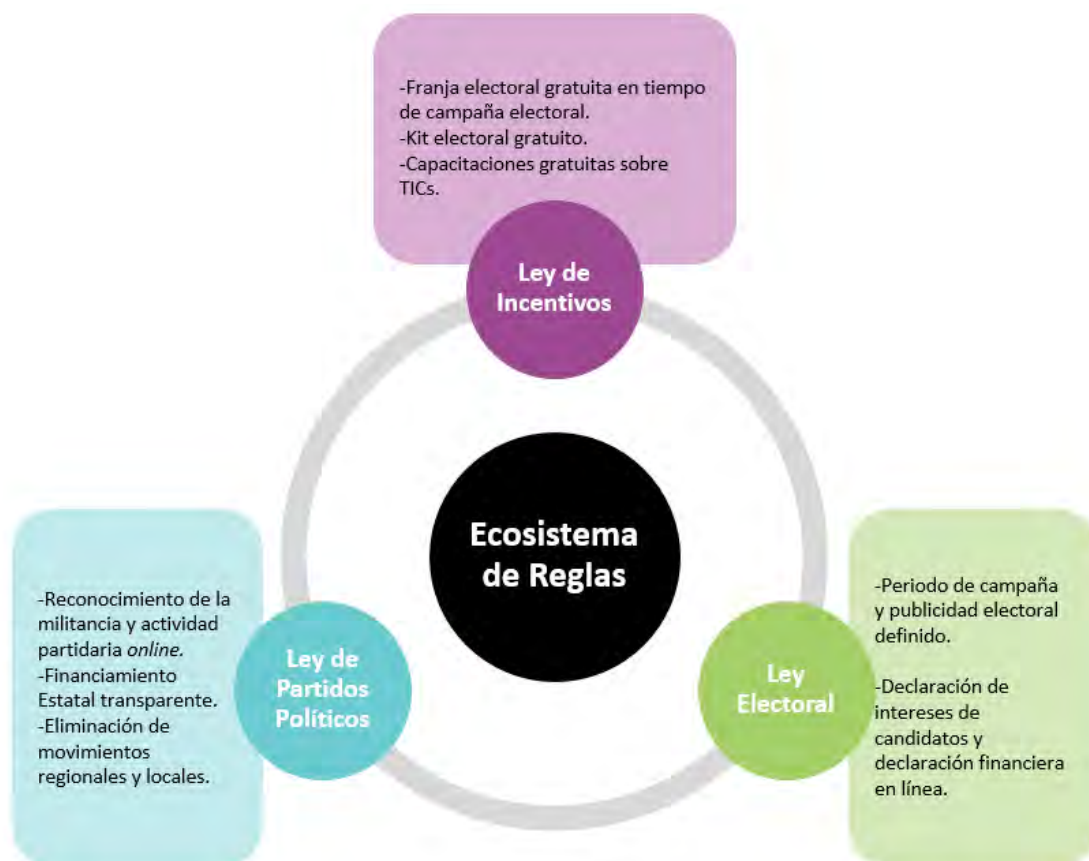 -Franja electoral gratuita en tiempo
de campaña electoral.
-Kit electoral gratuito.
-Capacitaciones gratuitas sobre
TICs.
Ley de
Incentivos
Ecosistema
de Reglas
-Reconocimiento de la
militancia y actividad
partidaria online.
-Financiamiento
Estatal transparente.
-Eliminación de
movimientos
regionales y locales.
Ley de
Partidos
Políticos
Ley
Electoral
-Periodo de campaña
y publicidad electoral
definido.
-Declaración de
intereses de
candidatos y
declaración financiera
en línea.